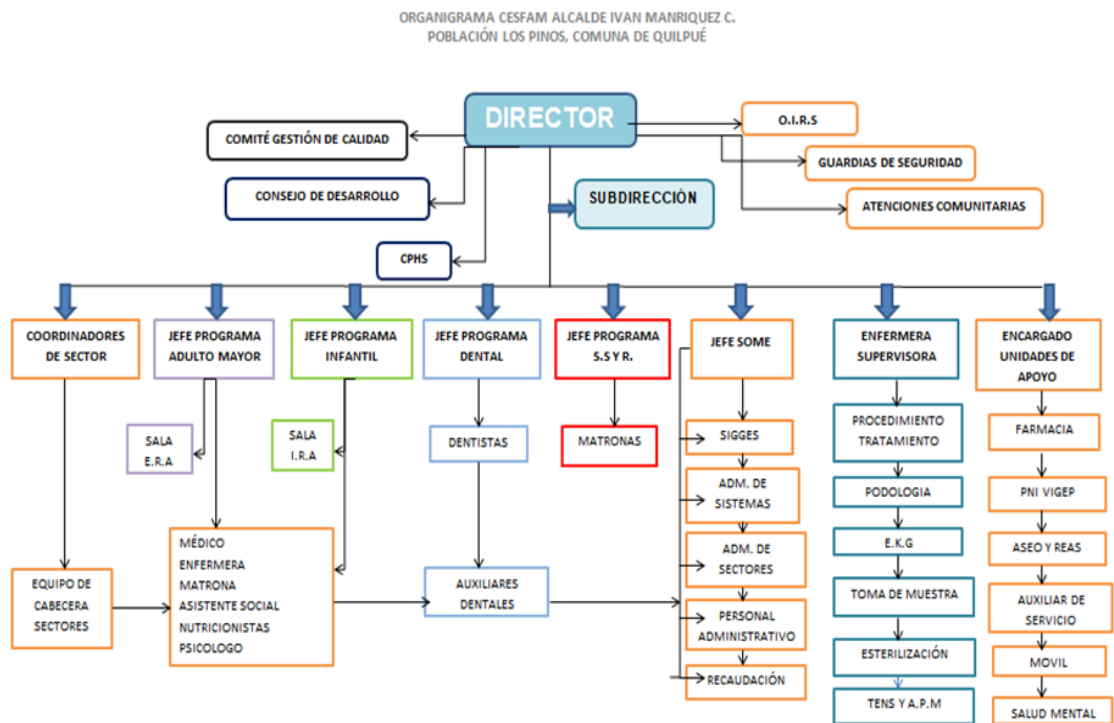 ORGANIGRAMA CESFAM ALCALDE IVAN MANRIQUEZ C.
POBLACIÓN LOS PINOS, COMUNA DE QUILPUÉ
DIRECTOR
O.I.R.S
COMITÉ GESTIÓN DE CALIDAD
GUARDIAS DE SEGURIDAD
CONSEJO DE DESARROLLO
SUBDIRECCIÒN
ATENCIONES COMUNITARIAS
CPHS
COORDINADORES
DE SECTOR
JEFE PROGRAMA
ADULTO MAYOR
JEFE PROGRAMA
INFANTIL
JEFE PROGRAMA
DENTAL
JEFE PROGRAMA
S.S Y R.
JEFE SOME
ENFERMERA
SUPERVISORA
ENCARGADO
UNIDADES DE
APOYO
SALA
E.R.A
SALA
I.R.A
DENTISTAS
MATRONAS
SIGGES
ADM. DE
SISTEMAS
ADM. DE
SECTORES
PERSONAL
ADMINISTRATIVO
RECAUDACIÓN
PROCEDIMIENTO
TRATAMIENTO
PODOLOGIA
E.K.G
TOMA DE MUESTRA
ESTERILIZACIÓN
TENS Y A.P.M
FARMACIA
PNI VIGEP
ASEO Y REAS
AUXILIAR DE
SERVICIO
MOVIL
SALUD MENTAL
EQUIPO DE
CABECERA
SECTORES
MÉDICO
ENFERMERA
MATRONA
ASISTENTE SOCIAL
NUTRICIONISTAS
PSICOLOGO
AUXILIARES
DENTALES